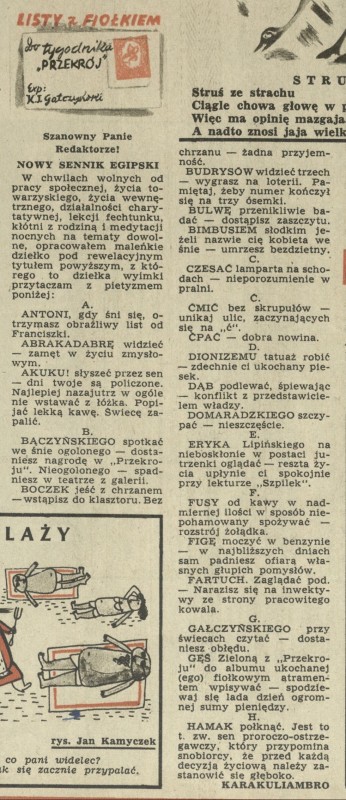 LISTY z FIOŁKIEM
Do tygodnika
"PRZEKRÓJ"
Exp:
K.I Gałczyński
Szanowny Panie
Redaktorze!
NOWY SENNIK EGIPSKI
W chwilach wolnych od
pracy społecznej, życia to-
warzyskiego, życia wewnę-
trznego, działalności chary-
tatywnej, lekcji fechtunku,
kłótni z rodziną i medytacji
nocnych na tematy dowol-
ne, opracowałem maleńkie
dziełko pod rewelacyjnym
tytułem powyższym, z któ-
rego to dziełka wyimki
przytaczam z pietyzmem
poniżej:
A.
ANTONI, gdy śni się, o-
trzymasz obraźliwy list od
Franciszki.
ABRAKADABRĘ widzieć
— zamęt w życiu zmysło-
wym.
AKUKU! słyszeć przez sen
— dni twoje są policzone.
Najlepiej nazajutrz w ogóle
nie wstawać z łóżka. Popi-
jać lekką kawę. Świecę za-
palić.
B.
BĄCZYŃSKIEGO spotkać
we śnie ogolonego — dosta-
niesz nagrodę w „Przekro-
ju". Nieogolonego — spad-
niesz w teatrze z galerii.
BOCZEK jeść z chrzanem
—wstąpisz do klasztoru. Bez
chrzanu — żadna przyjem-
ność.
BUDRYSÓW widzieć trzech
— wygrasz na loterii. Pa-
miętaj, żeby numer kończył
się na trzy ósemki.
BULWĘ przenikliwie ba-
dać — dostąpisz zaszczytu.
BIMBUSIEM słodkim je-
żeli nazwie cię kobieta we
śnie — umrzesz bezdzietny.
C.
CZESAĆ lamparta na scho-
dach — nieporozumienie w
pralni.
Ć.
ĆMIĆ bez skrupułów —
unikaj ulic, zaczynających
się na „ć".
ĆPAĆ — dobra nowina.
D.
DIONIZEMU tatuaż robić
— zdechnie ci ukochany pie-
sek.
DĄB podlewać, śpiewając
— konflikt z przedstawicie-
lem władzy.
DOMARADZKIEGO szczy-
pać — nieszczęście.
E.
ERYKA Lipińskiego na
nieboskłonie w postaci ju-
trzenki oglądać — reszta ży-
cia upłynie ci spokojnie
przy lekturze „Szpilek".
F.
FUSY od kawy w nad-
miernej ilości w sposób nie-
pohamowany spożywać —
rozstrój żołądka.
FIGĘ moczyć w benzynie
— w najbliższych dniach
sam padniesz ofiarą wła-
snych głupich pomysłów.
FARTUCH. Zaglądać pod.
— Narazisz się na inwekty-
wy ze strony pracowitego
kowala.
G.
GAŁCZYŃSKIEGO przy
świecach czytać — dosta-
niesz obłędu.
GĘŚ Zieloną z „Przekro-
ju" do albumu ukochanej
(ego) fiołkowym atramen-
tem wpisywać — spodzie-
waj się lada dzień ogrom-
nej sumy pieniędzy.
H.
HAMAK połknąć. Jest to
t. zw. sen proroczo-ostrze-
gawczy, który przypomina
snobiercy, że przed każdą
decyzją życiową należy za-
stanowić się głęboko.
KARAKULIAMBRO
STRU
Struś ze strachu
Ciągle chowa głowę w p
Więc ma opinię mazgaja
A nadto znosi jaja wielk
LAŻY
rys. Jan Kamyczek
co pani widelec?
ak się zacznie przypalać.